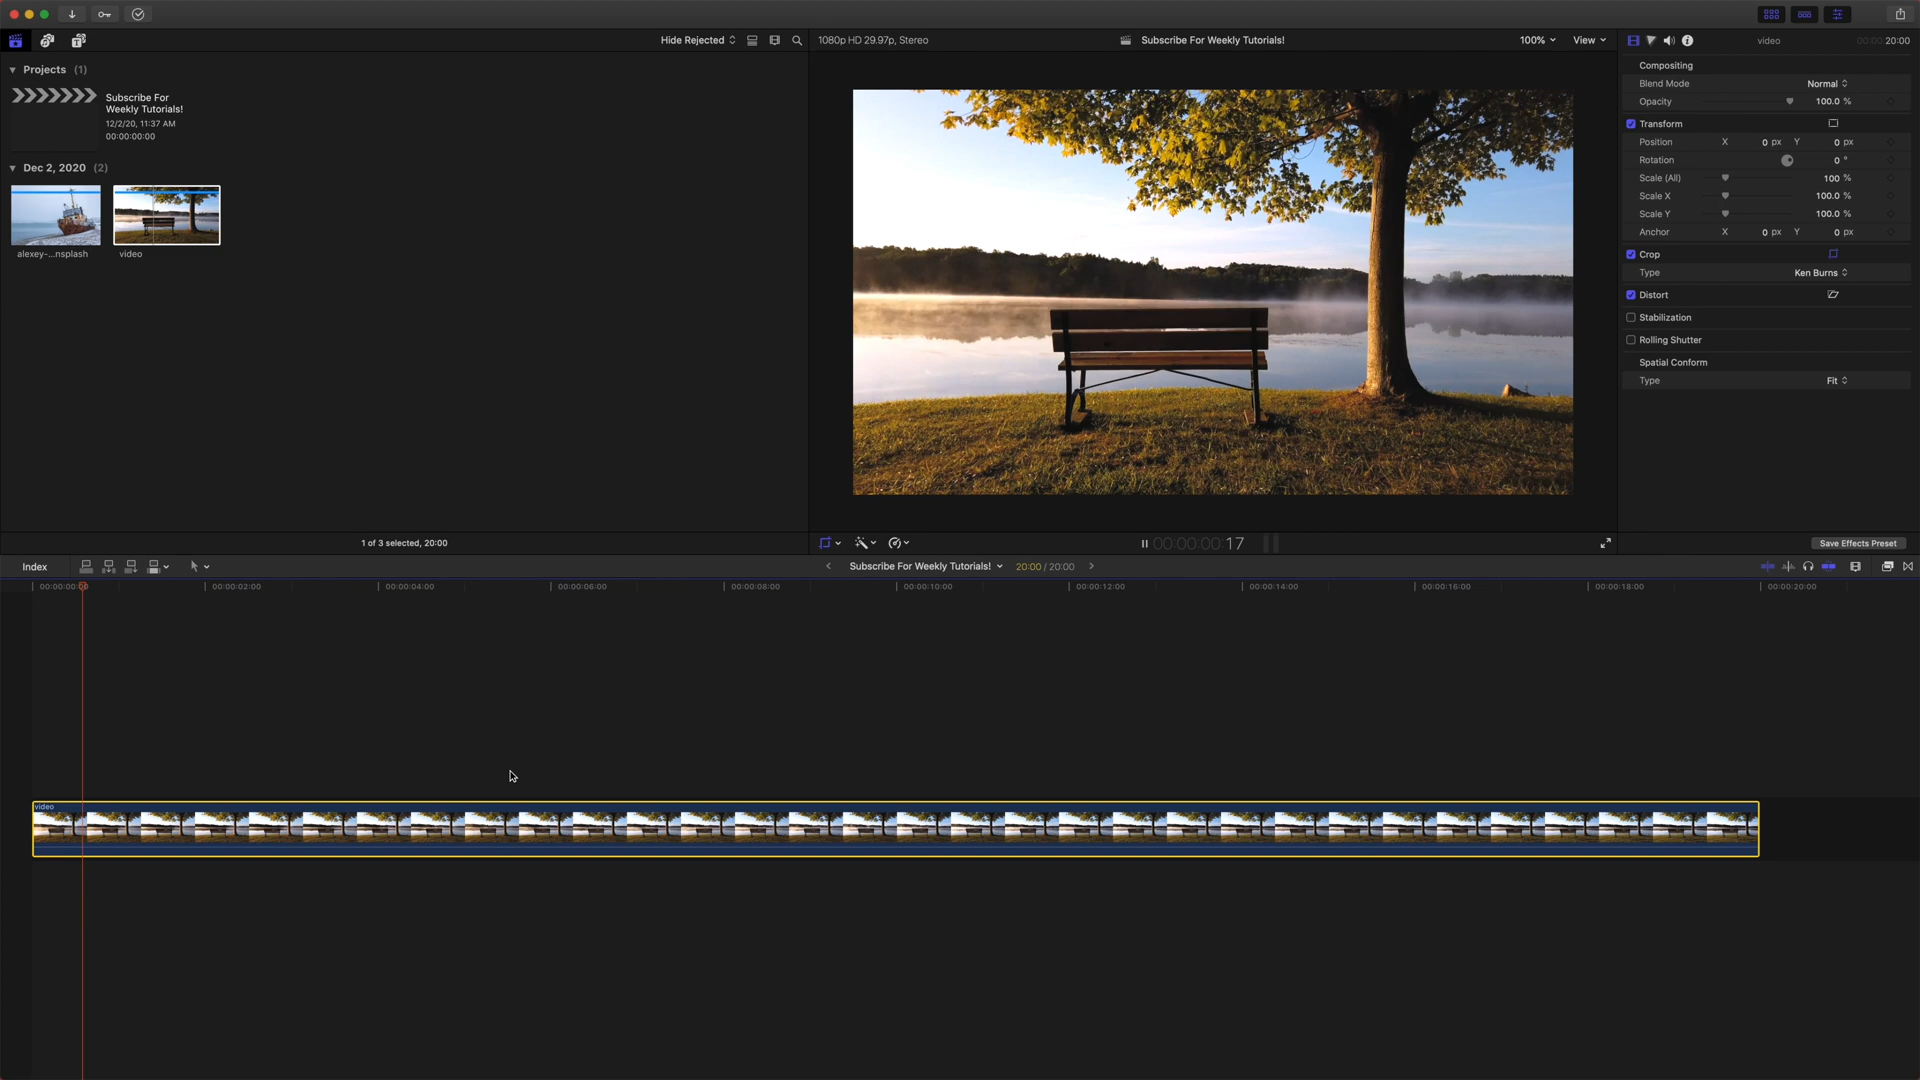 Hide Rejected
1080p HD 29.97p, Stereo
Subscribe For Weekly Tutorials!
100%
View
video
00:00:20:00
Projects (1)
Subscribe For
Weekly Tutorials!
12/2/20, 11:37 AM
00:00:00:00
Dec 2, 2020 (2)
alexey-...nsplash
video
1 of 3 selected, 20:00
00:00:00:00 17
Compositing
Blend Mode
Normal
Opacity
100.0 %
Transform
Position
X 0 px Y 0 px
Rotation
0 °
Scale (All)
100 %
Scale X
100.0 %
Scale Y
100.0 %
Anchor
X 0 px Y 0 px
Crop
Type
Ken Burns
Distort
Stabilization
Rolling Shutter
Spatial Conform
Type
Fit
Save Effects Preset
Index
Subscribe For Weekly Tutorials!
20:00 / 20:00
00:00:02:00
00:00:04:00
00:00:06:00
00:00:08:00
00:00:10:00
00:00:12:00
00:00:14:00
00:00:16:00
00:00:18:00
00:00:20:00
video